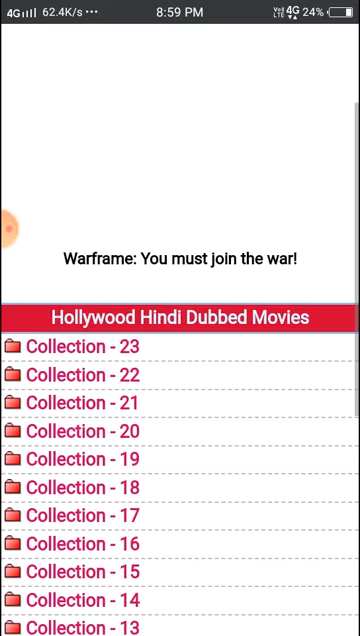 4G 62.4K/s ••• 8:59 PM VoI LTE 4G 24%
Warframe: You must join the war!
Hollywood Hindi Dubbed Movies
Collection - 23
Collection - 22
Collection - 21
Collection - 20
Collection - 19
Collection - 18
Collection - 17
Collection - 16
Collection - 15
Collection - 14
Collection - 13